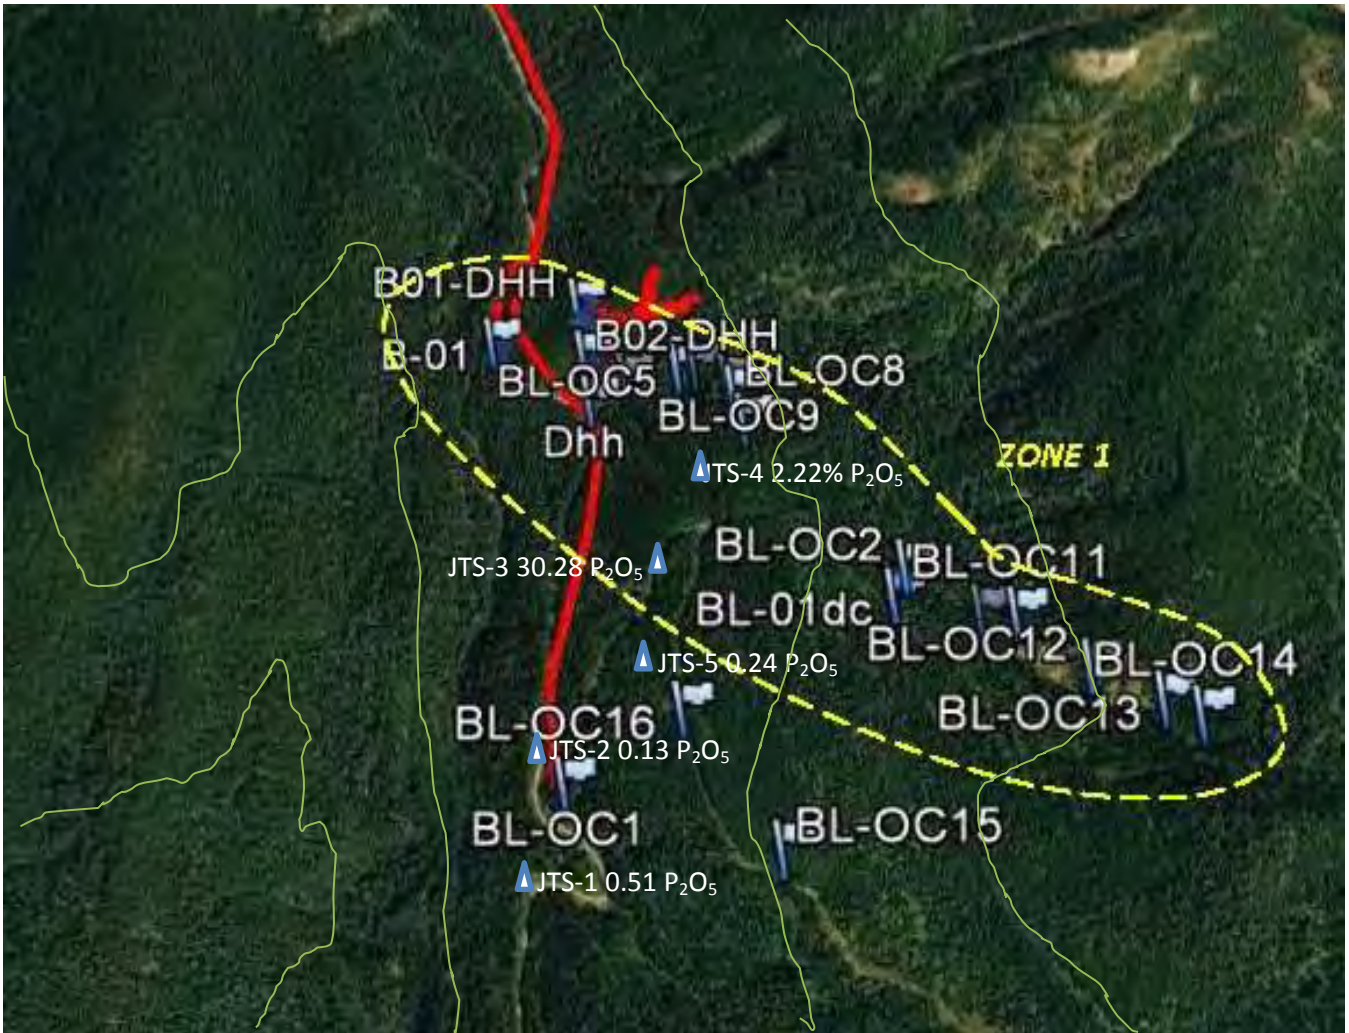 B01-DHH
B02-DHH
B-01
BL-OC5
BL-OC8
BL-OC9
Dhh
ZONE 1
JTS-4 2.22% P₂O₅
BL-OC2
BL-OC11
JTS-3 30.28 P₂O₅
BL-01dc
BL-OC12
JTS-5 0.24 P₂O₅
BL-OC14
BL-OC13
BL-OC16
JTS-2 0.13 P₂O₅
BL-OC1
BL-OC15
JTS-1 0.51 P₂O₅